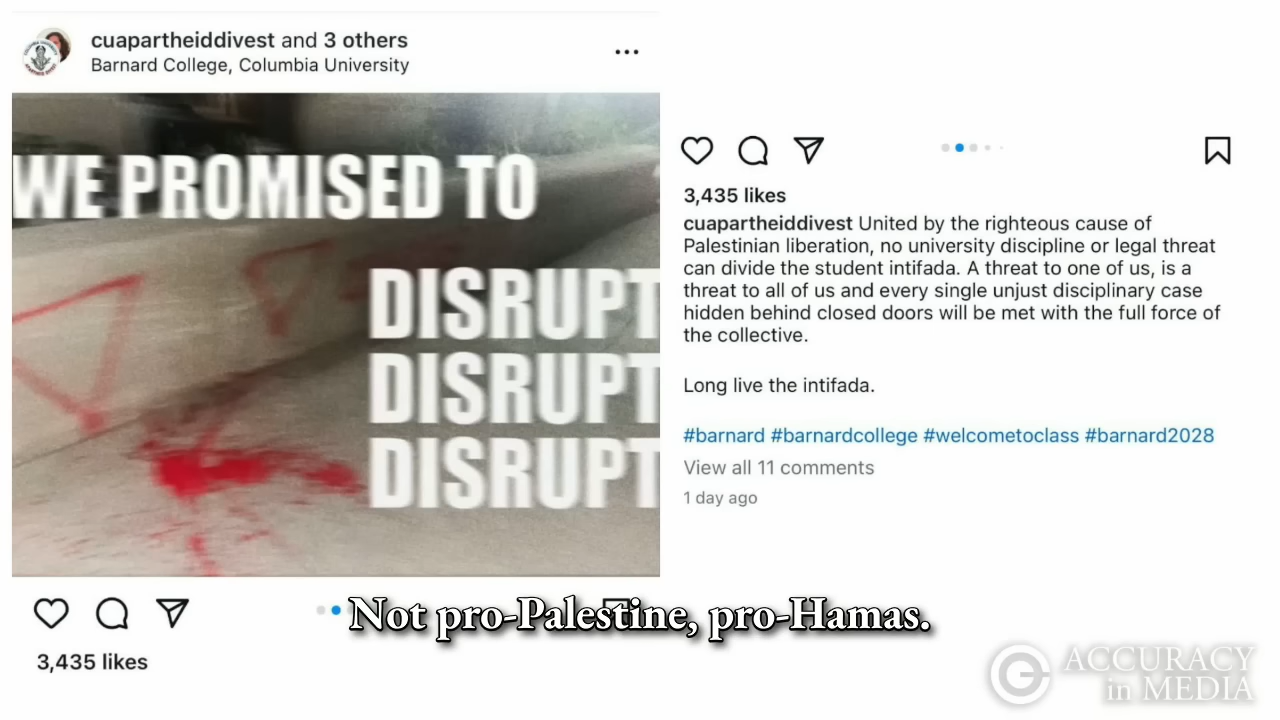 cuapartheiddivest and 3 others
Barnard College, Columbia University
WE PROMISED TO
DISRUPT
DISRUPT
DISRUPT
3,435 likes
3,435 likes
cuapartheiddivest United by the righteous cause of
Palestinian liberation, no university discipline or legal threat
can divide the student intifada. A threat to one of us, is a
threat to all of us and every single unjust disciplinary case
hidden behind closed doors will be met with the full force of
the collective.
Long live the intifada.
#barnard #barnardcollege #welcometoclass #barnard2028
View all 11 comments
1 day ago
Not pro-Palestine, pro-Hamas.
ACCURACY
in MEDIA